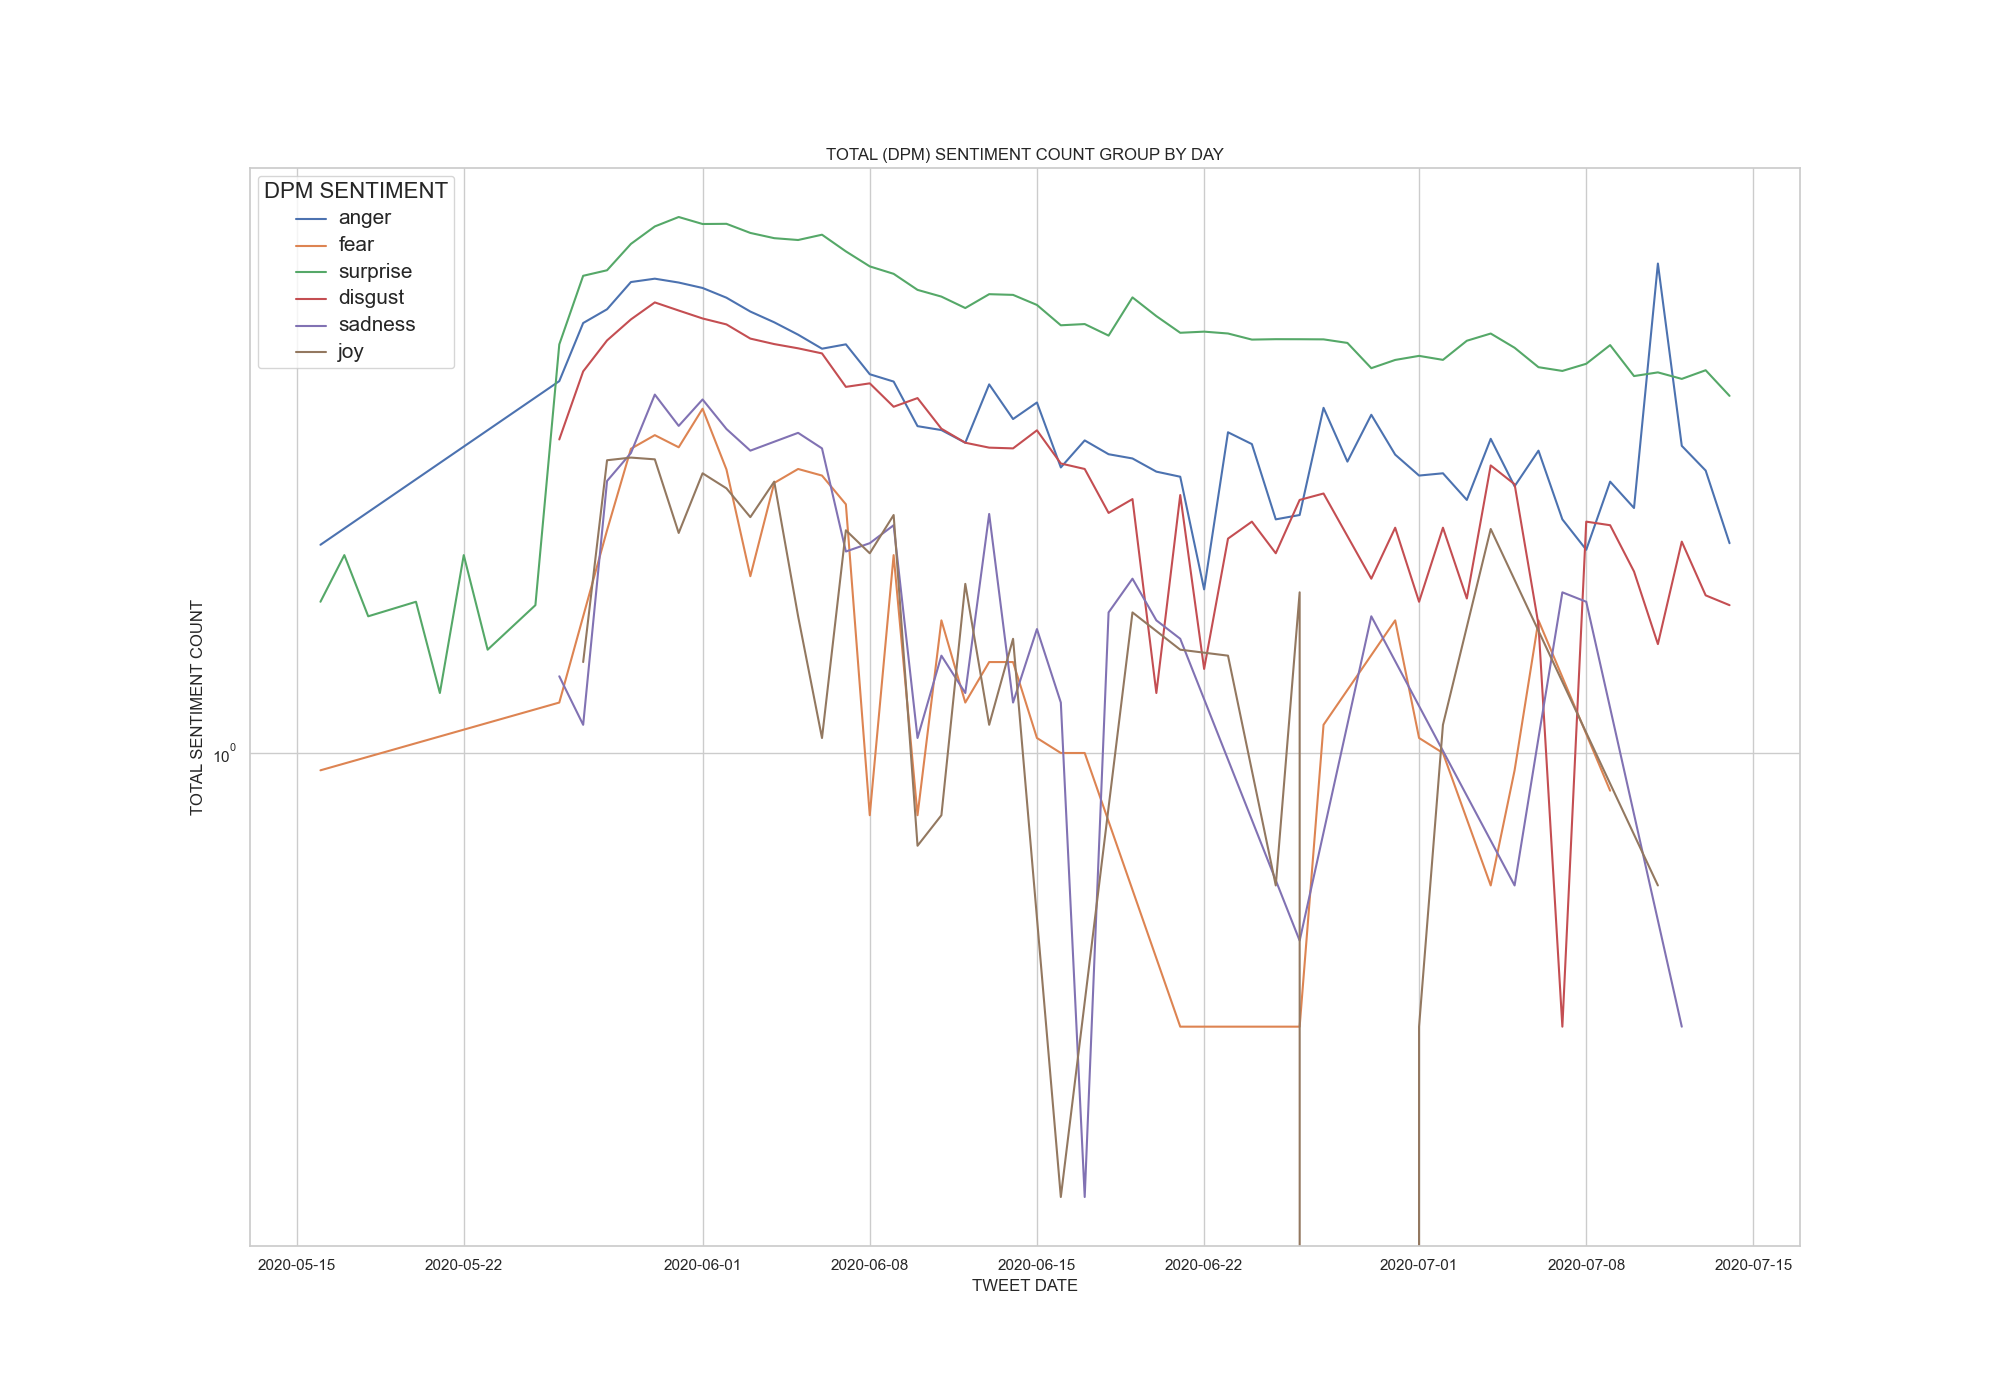 TOTAL (DPM) SENTIMENT COUNT GROUP BY DAY
DPM SENTIMENT
anger
fear
surprise
disgust
sadness
joy
TOTAL SENTIMENT COUNT
10⁰
2020-05-15 2020-05-22 2020-06-01 2020-06-08 2020-06-15 2020-06-22 2020-07-01 2020-07-08 2020-07-15
TWEET DATE